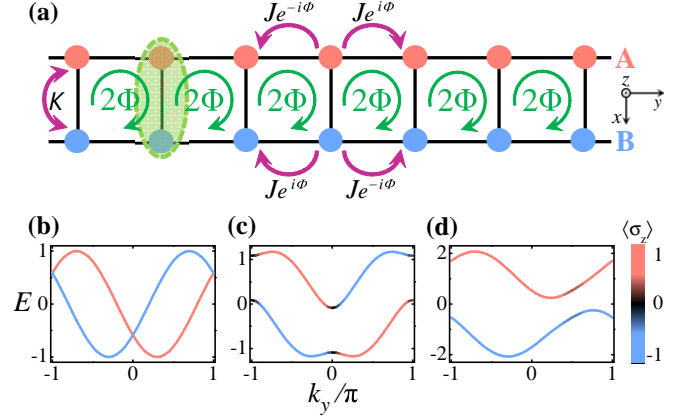 (a)
Je^{-iΦ} Je^{iΦ}
A
K 2Φ 2Φ 2Φ 2Φ 2Φ 2Φ
z y x
B
Je^{iΦ} Je^{-iΦ}
(b) (c) (d) ⟨σ_z⟩
1 1 2 1
E 0 0 0 0
-1 -1 -2 -1
-1 0 1 -1 0 1 -1 0 1
k_y/π